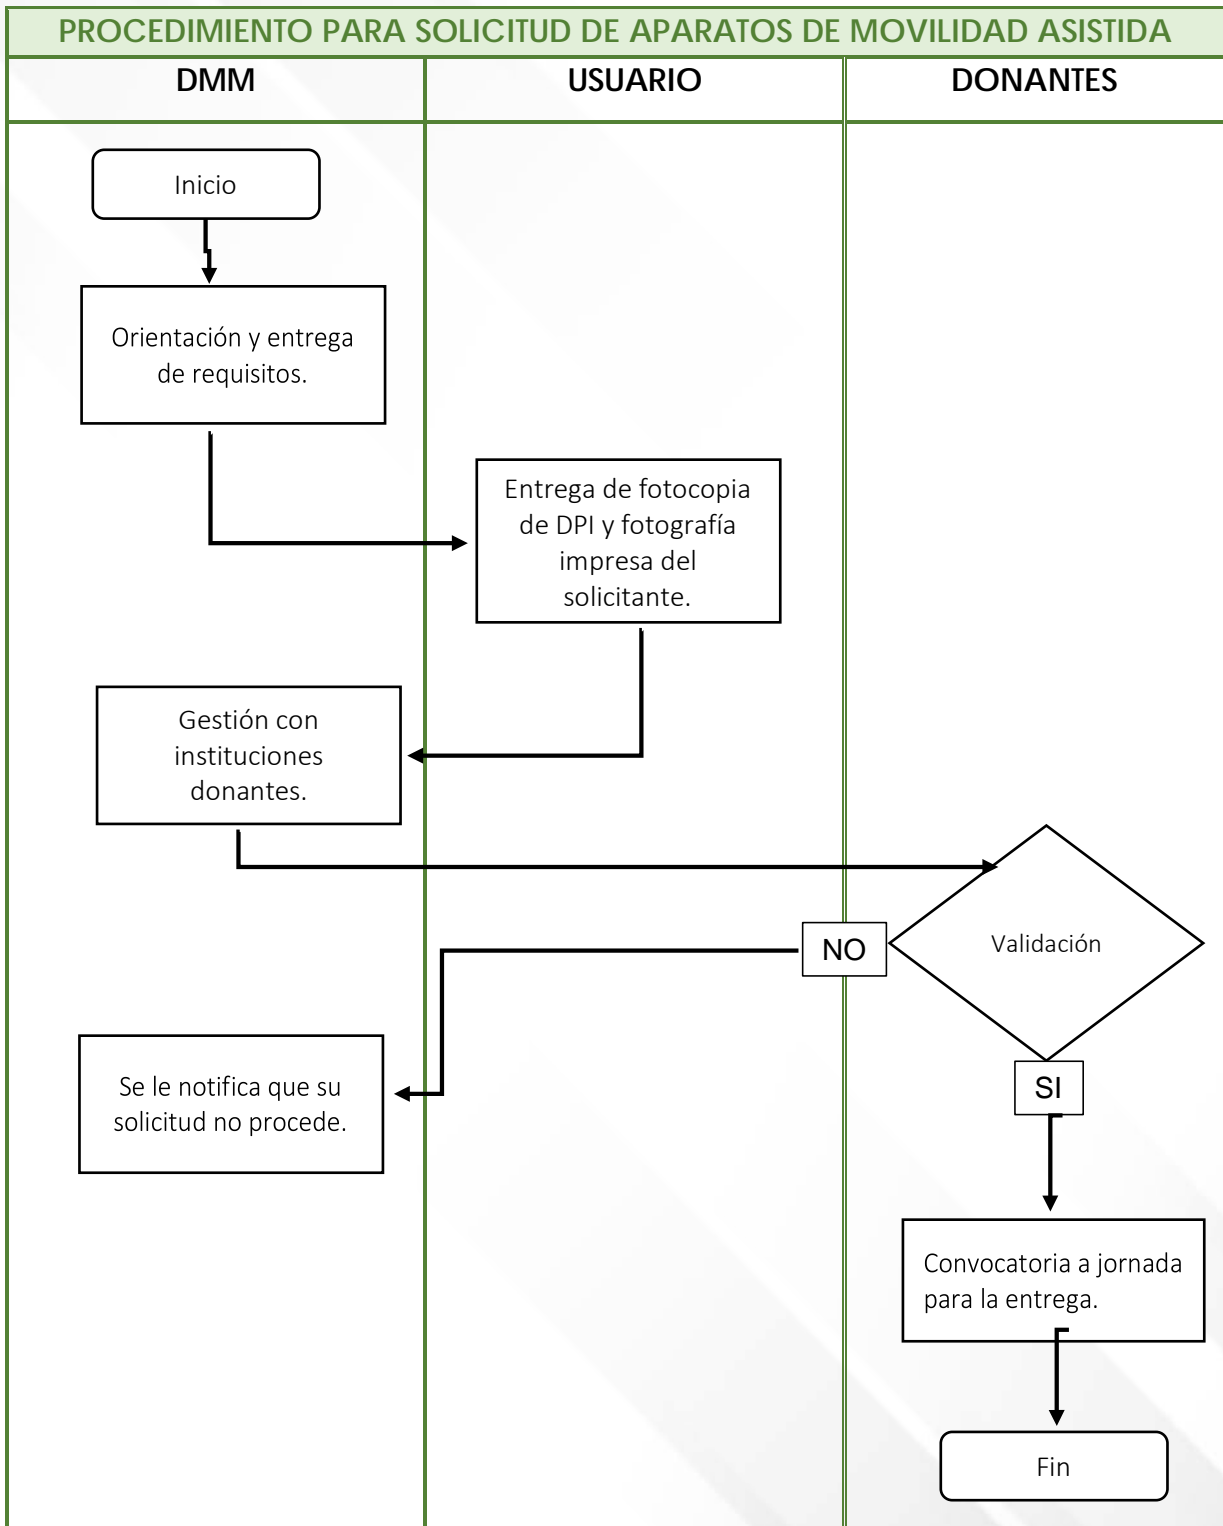 PROCEDIMIENTO PARA SOLICITUD DE APARATOS DE MOVILIDAD ASISTIDA
DMM
USUARIO
DONANTES
Inicio
Orientación y entrega
de requisitos.
Entrega de fotocopia
de DPI y fotografía
impresa del
solicitante.
Gestión con
instituciones
donantes.
Validación
NO
SI
Se le notifica que su
solicitud no procede.
Convocatoria a jornada
para la entrega.
Fin